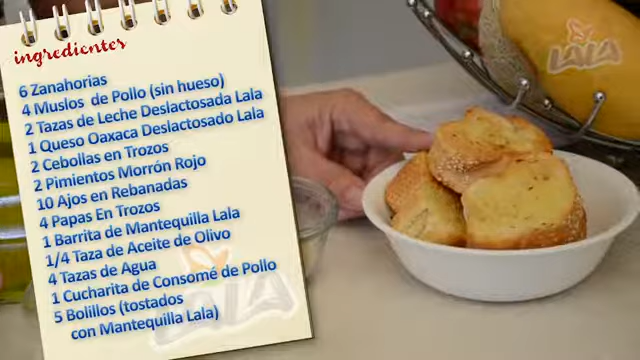 ingredientes
6 Zanahorias
4 Muslos de Pollo (sin hueso)
2 Tazas de Leche Deslactosada Lala
1 Queso Oaxaca Deslactosado Lala
2 Cebollas en Trozos
2 Pimientos Morrón Rojo
10 Ajos en Rebanadas
4 Papas En Trozos
1 Barrita de Mantequilla Lala
1/4 Taza de Aceite de Olivo
4 Tazas de Agua
1 Cucharita de Consomé de Pollo
5 Bolillos (tostados
con Mantequilla Lala)
LALA
LALA